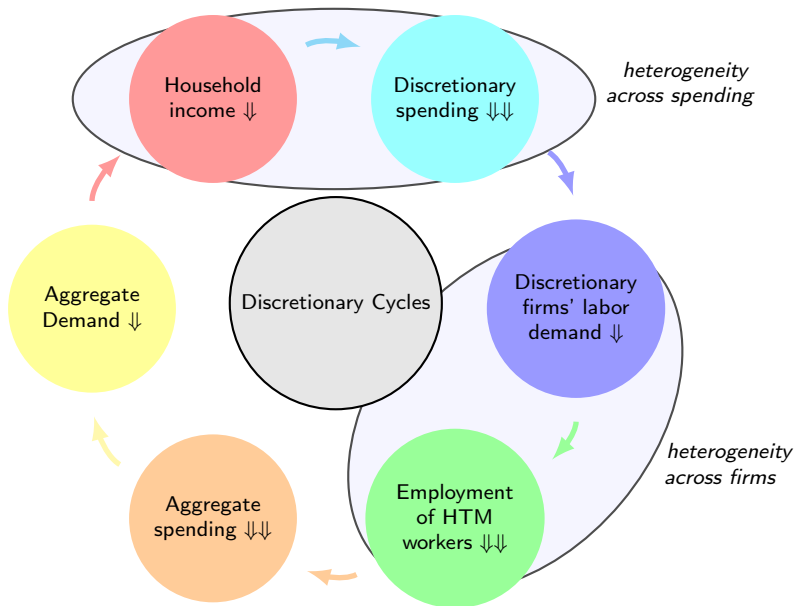 Household
income ⇓
Discretionary
spending ⇓⇓
heterogeneity
across spending
Discretionary
firms' labor
demand ⇓
heterogeneity
across firms
Employment
of HTM
workers ⇓⇓
Aggregate
spending ⇓⇓
Aggregate
Demand ⇓
Discretionary Cycles